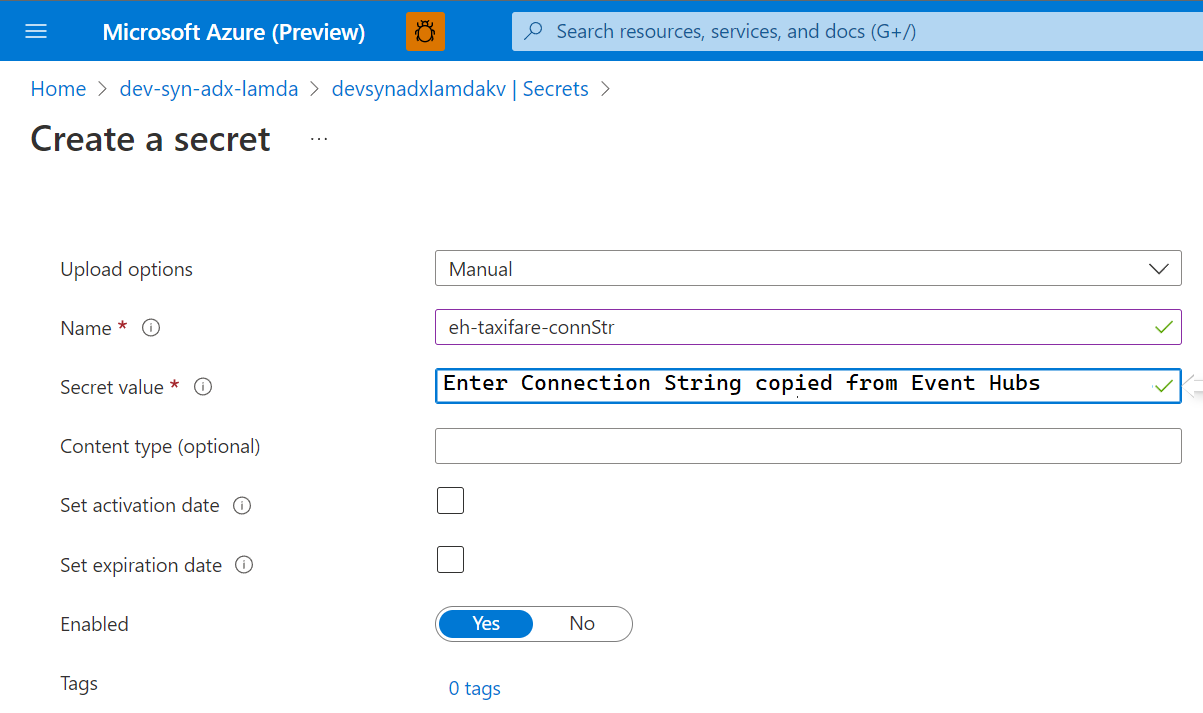 Microsoft Azure (Preview)
Search resources, services, and docs (G+/)
Home > dev-syn-adx-lamda > devsynadxlamdakv | Secrets >
Create a secret ...
Upload options
Manual
Name *
eh-taxifare-connStr
Secret value *
Enter Connection String copied from Event Hubs
Content type (optional)
Set activation date
Set expiration date
Enabled
Yes No
Tags
0 tags